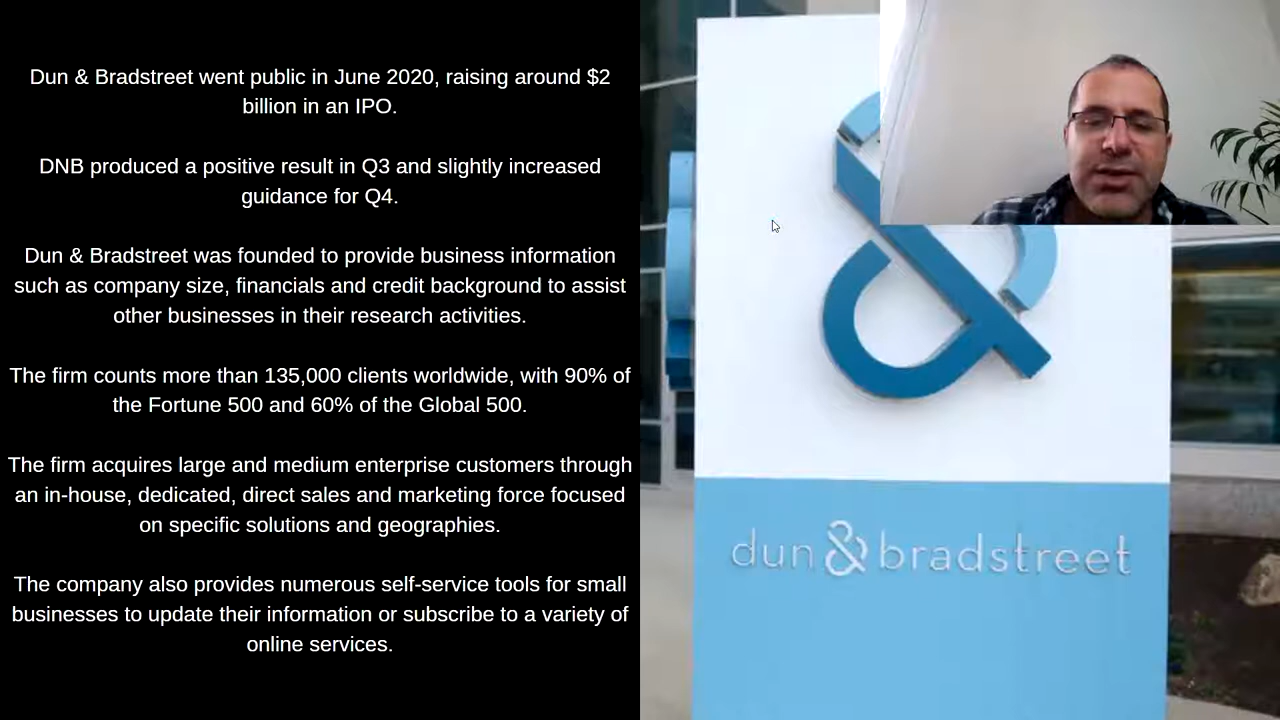 Dun & Bradstreet went public in June 2020, raising around $2
billion in an IPO.
DNB produced a positive result in Q3 and slightly increased
guidance for Q4.
Dun & Bradstreet was founded to provide business information
such as company size, financials and credit background to assist
other businesses in their research activities.
The firm counts more than 135,000 clients worldwide, with 90% of
the Fortune 500 and 60% of the Global 500.
The firm acquires large and medium enterprise customers through
an in-house, dedicated, direct sales and marketing force focused
on specific solutions and geographies.
The company also provides numerous self-service tools for small
businesses to update their information or subscribe to a variety of
online services.
&
dun & bradstreet